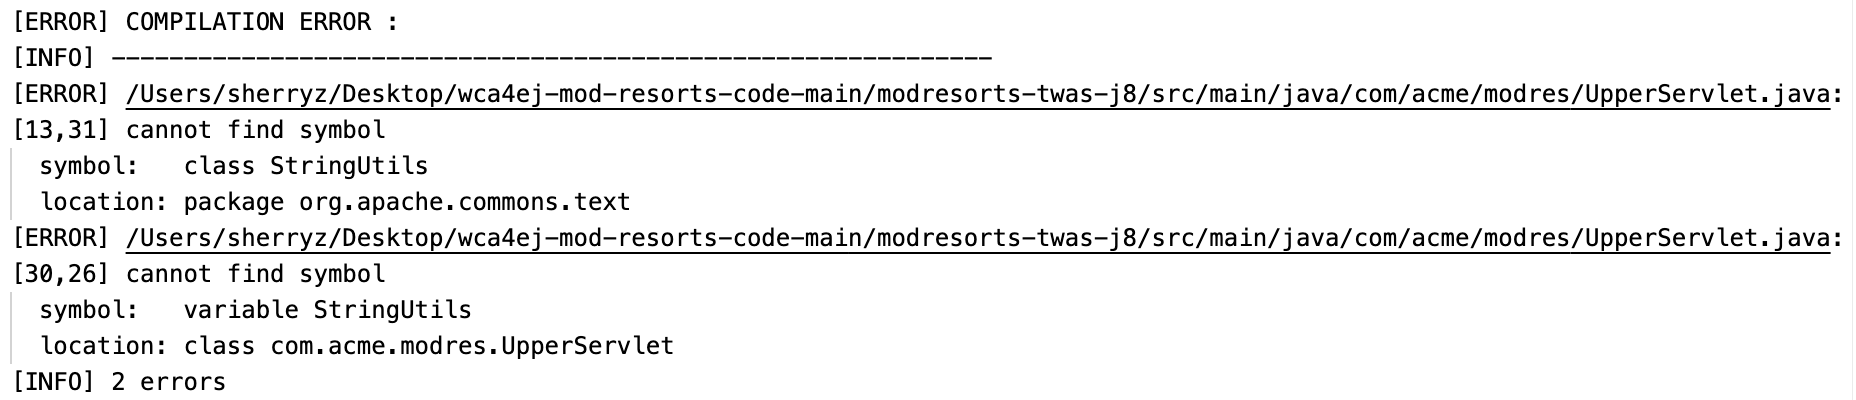 [ERROR] COMPILATION ERROR :
[INFO] -------------------------------------------------------------
[ERROR] /Users/sherryz/Desktop/wca4ej-mod-resorts-code-main/modresorts-twas-j8/src/main/java/com/acme/modres/UpperServlet.java:
[13,31] cannot find symbol
symbol:   class StringUtils
location: package org.apache.commons.text
[ERROR] /Users/sherryz/Desktop/wca4ej-mod-resorts-code-main/modresorts-twas-j8/src/main/java/com/acme/modres/UpperServlet.java:
[30,26] cannot find symbol
symbol:   variable StringUtils
location: class com.acme.modres.UpperServlet
[INFO] 2 errors